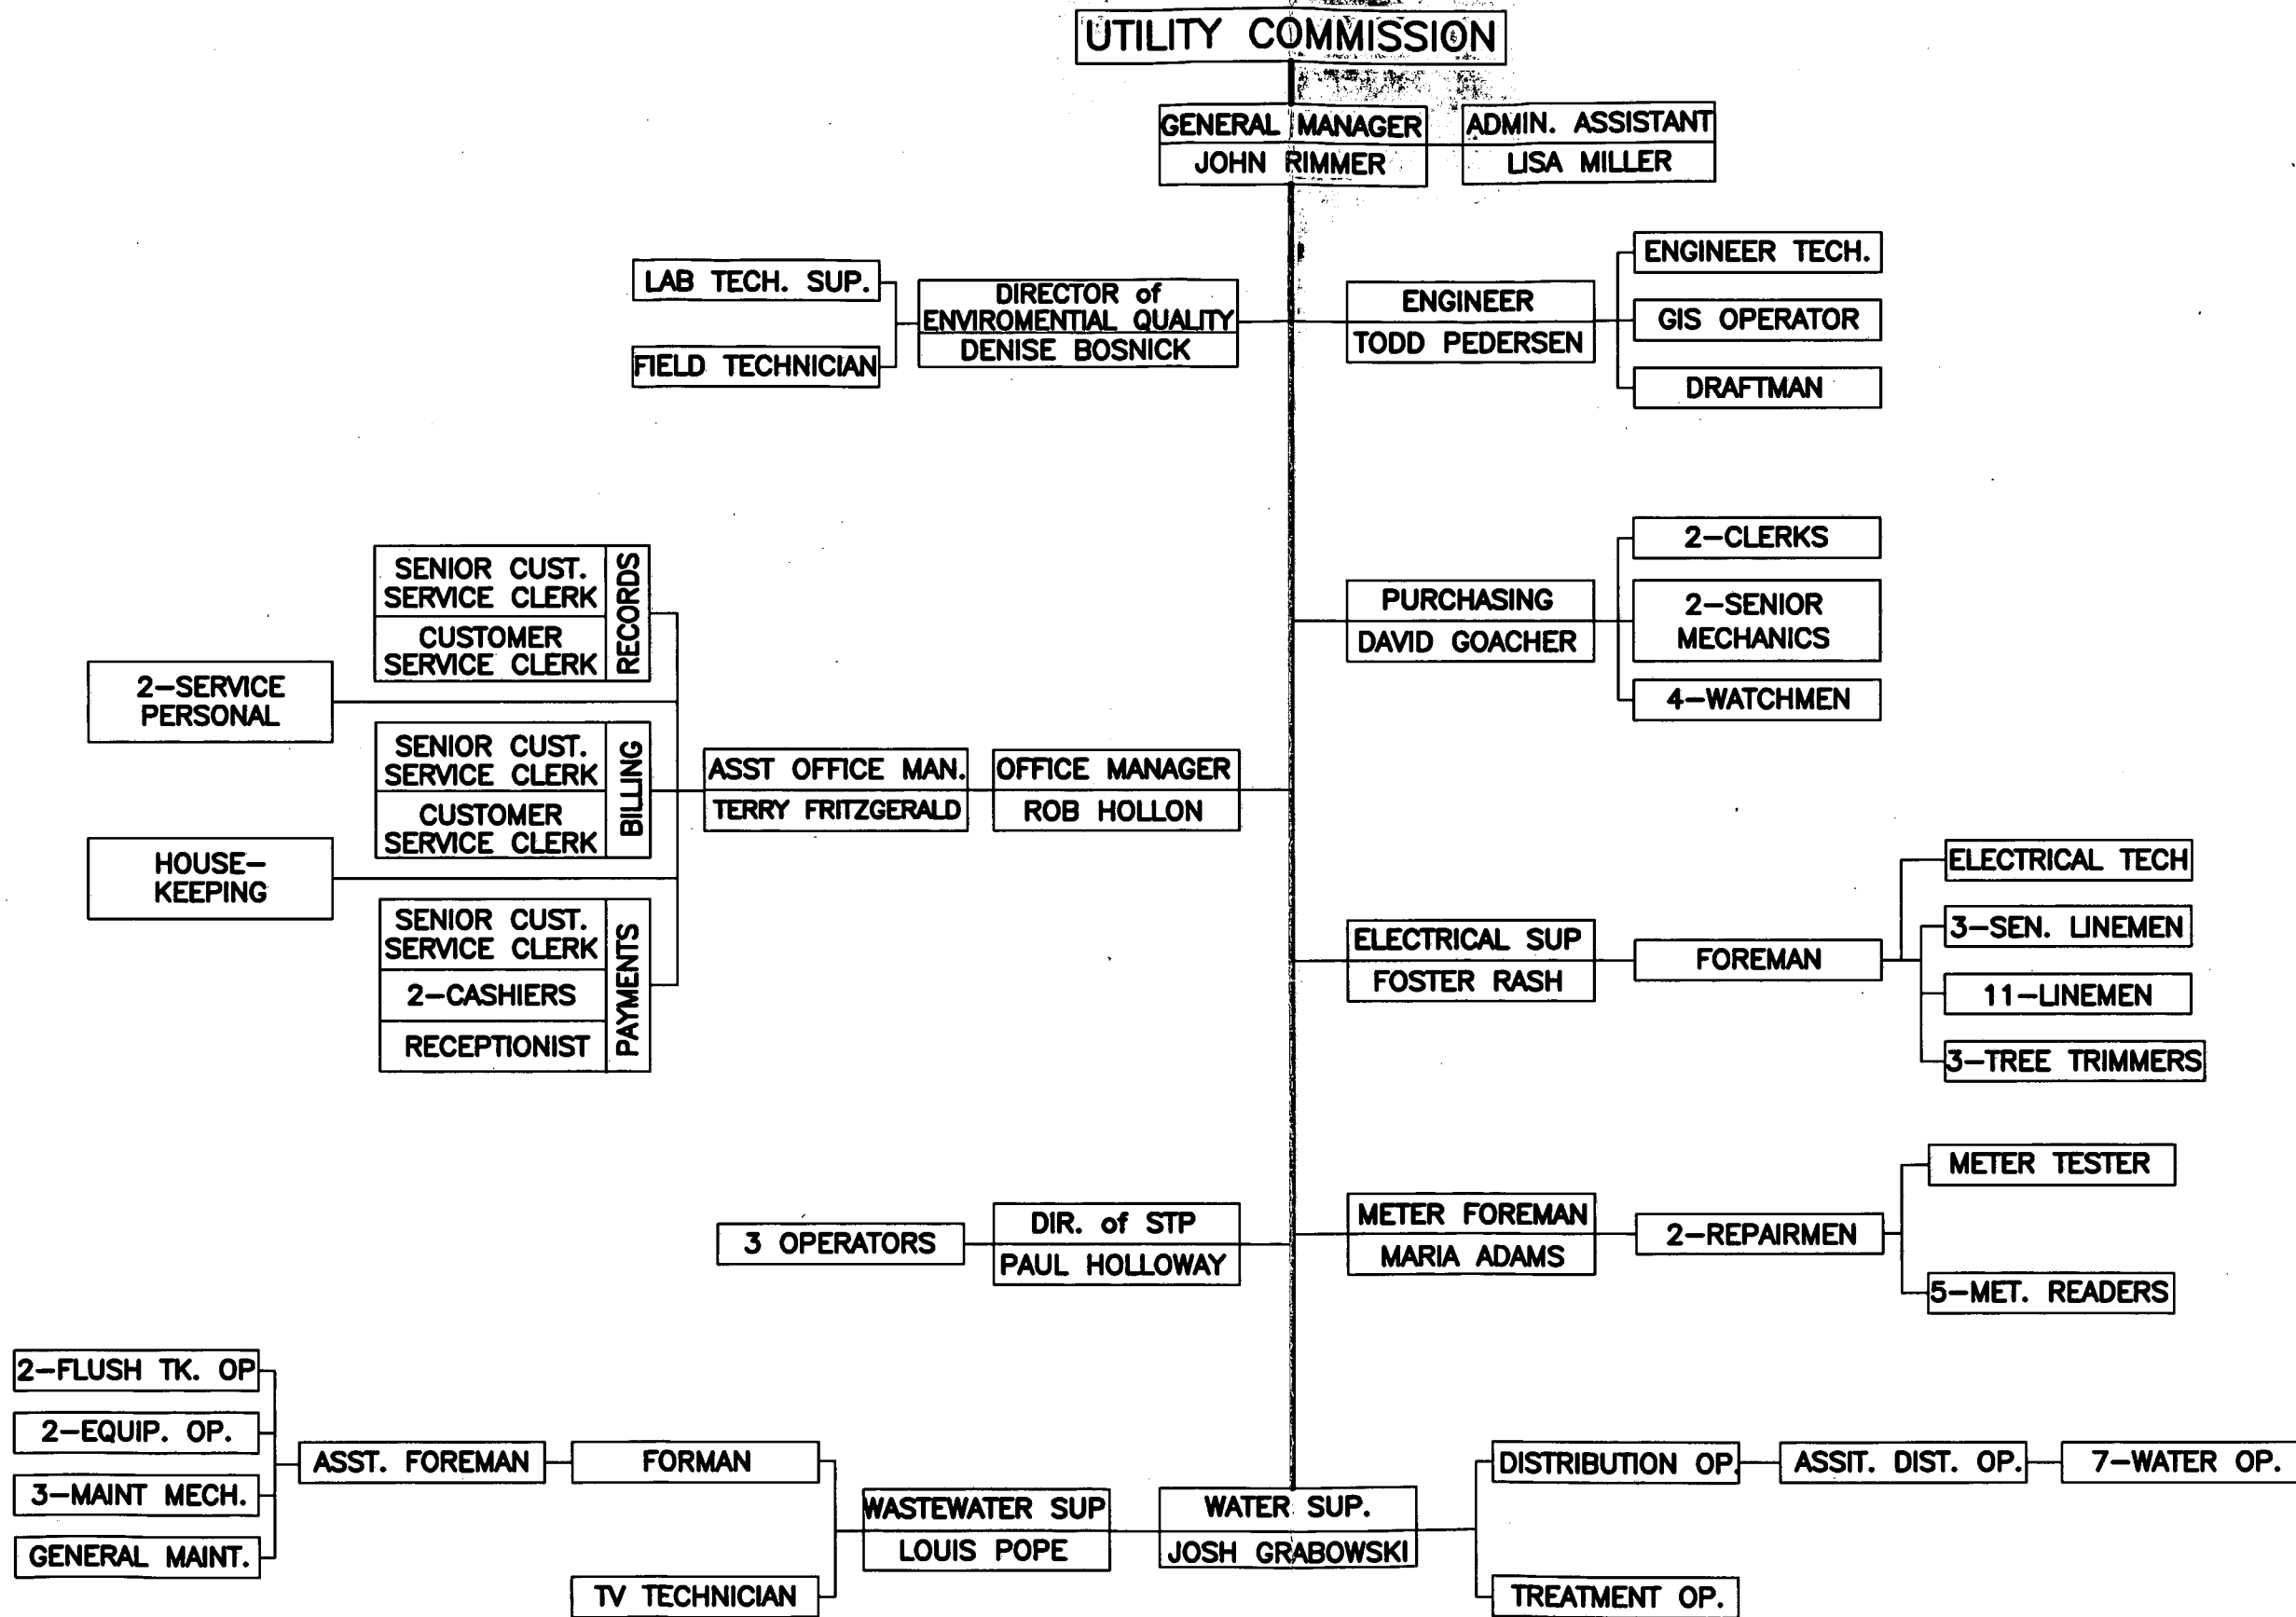 UTILITY COMMISSION
GENERAL MANAGER
JOHN RIMMER
ADMIN. ASSISTANT
LISA MILLER
LAB TECH. SUP.
FIELD TECHNICIAN
DIRECTOR of
ENVIROMENTIAL QUALITY
DENISE BOSNICK
ENGINEER
TODD PEDERSEN
ENGINEER TECH.
GIS OPERATOR
DRAFTMAN
2-SERVICE
PERSONAL
HOUSE-
KEEPING
SENIOR CUST.
SERVICE CLERK
CUSTOMER
SERVICE CLERK
RECORDS
SENIOR CUST.
SERVICE CLERK
CUSTOMER
SERVICE CLERK
BILLING
SENIOR CUST.
SERVICE CLERK
2-CASHIERS
RECEPTIONIST
PAYMENTS
ASST OFFICE MAN.
TERRY FRITZGERALD
OFFICE MANAGER
ROB HOLLON
PURCHASING
DAVID GOACHER
2-CLERKS
2-SENIOR
MECHANICS
4-WATCHMEN
ELECTRICAL SUP
FOSTER RASH
FOREMAN
ELECTRICAL TECH
3-SEN. LINEMEN
11-LINEMEN
3-TREE TRIMMERS
3 OPERATORS
DIR. of STP
PAUL HOLLOWAY
METER FOREMAN
MARIA ADAMS
2-REPAIRMEN
METER TESTER
5-MET. READERS
2-FLUSH TK. OP
2-EQUIP. OP.
3-MAINT MECH.
GENERAL MAINT.
ASST. FOREMAN
FORMAN
TV TECHNICIAN
WASTEWATER SUP
LOUIS POPE
WATER SUP.
JOSH GRABOWSKI
DISTRIBUTION OP.
ASSIT. DIST. OP.
7-WATER OP.
TREATMENT OP.